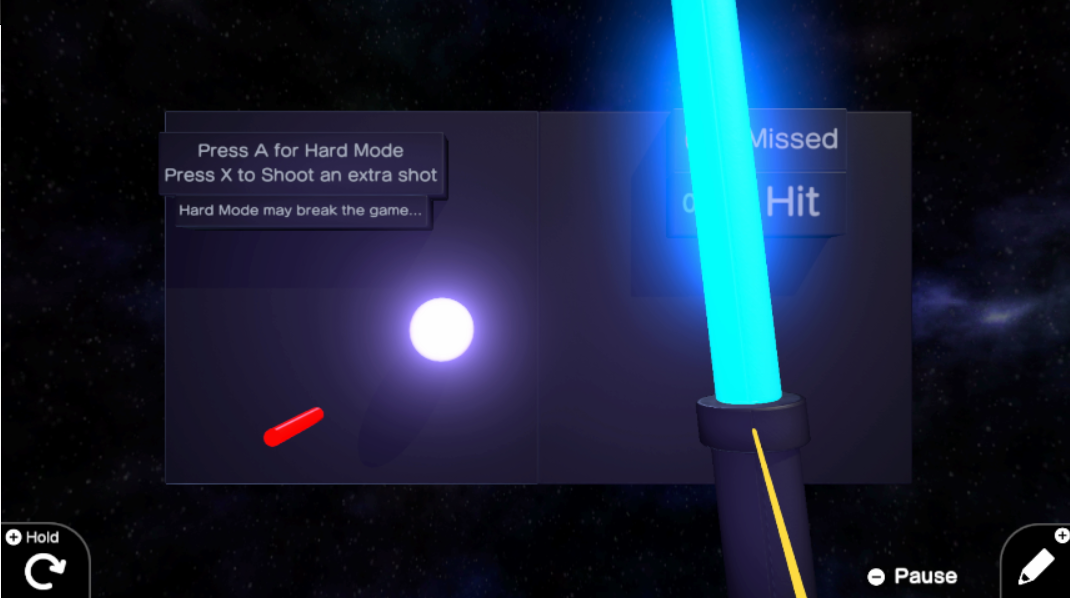 Press A for Hard Mode
Press X to Shoot an extra shot
Hard Mode may break the game...
Missed
Hit
Hold
Pause